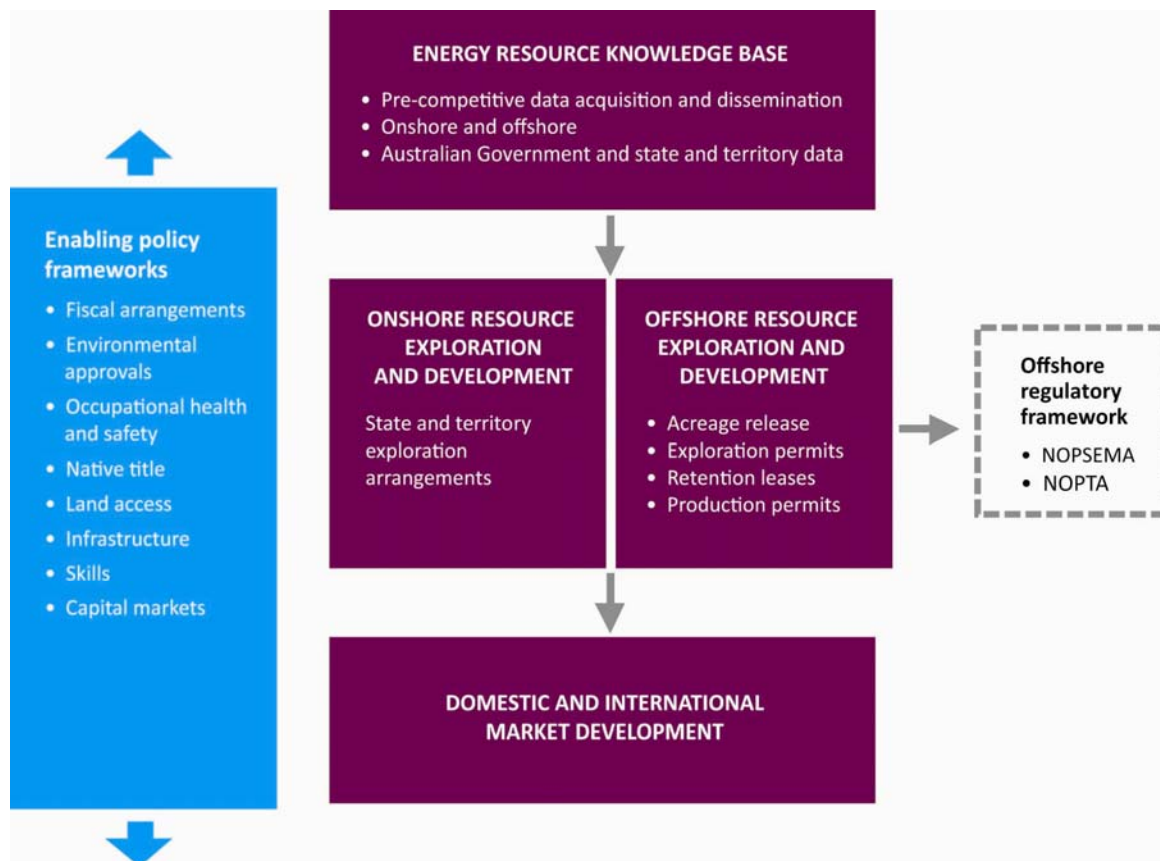 ENERGY RESOURCE KNOWLEDGE BASE
• Pre-competitive data acquisition and dissemination
• Onshore and offshore
• Australian Government and state and territory data
Enabling policy
frameworks
• Fiscal arrangements
• Environmental
approvals
• Occupational health
and safety
• Native title
• Land access
• Infrastructure
• Skills
• Capital markets
ONSHORE RESOURCE
EXPLORATION
AND DEVELOPMENT
State and territory
exploration
arrangements
OFFSHORE RESOURCE
EXPLORATION AND
DEVELOPMENT
• Acreage release
• Exploration permits
• Retention leases
• Production permits
Offshore
regulatory
framework
• NOPSEMA
• NOPTA
DOMESTIC AND INTERNATIONAL
MARKET DEVELOPMENT